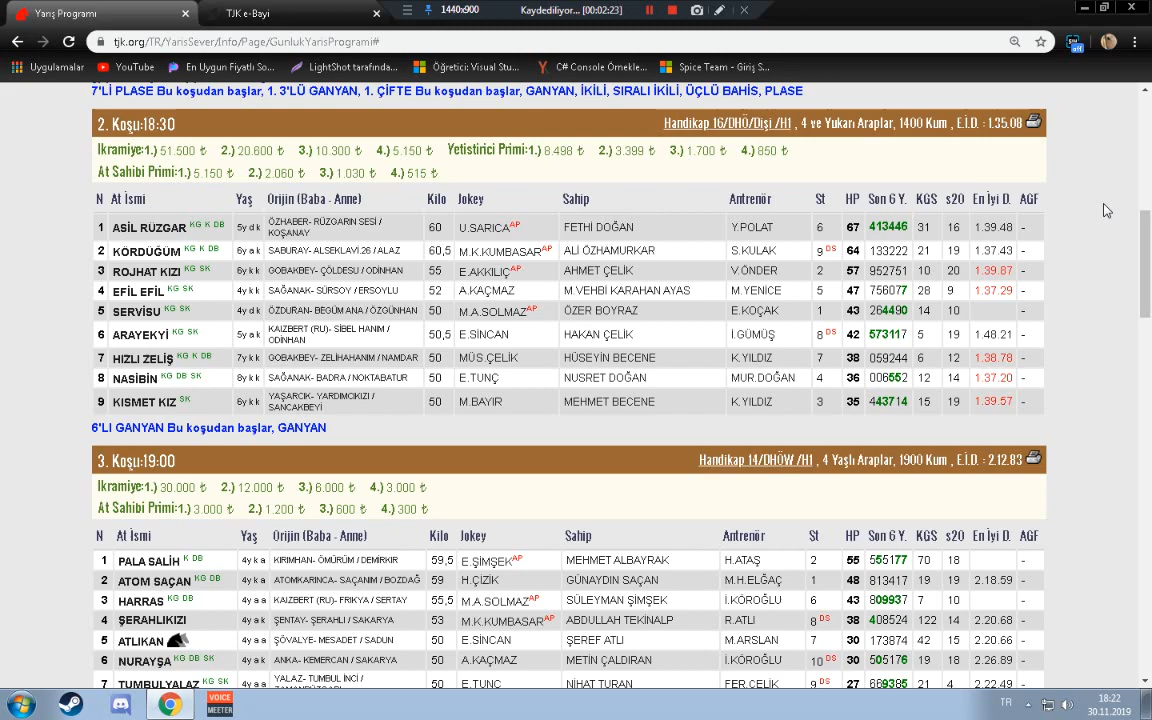 Yarış Programı
TJK e-Bayi
1440x900
Kaydediliyor... [00:02:23]
tjk.org/TR/YarisSever/Info/Page/GunlukYarisProgrami#
off
Uygulamalar YouTube En Uygun Fiyatlı So... LightShot tarafında... Öğretici: Visual Stu... C# Console Örnekle... Spice Team - Giriş S...
7'Lİ PLASE Bu koşudan başlar, 1. 3'LÜ GANYAN, 1. ÇİFTE Bu koşudan başlar, GANYAN, İKİLİ, SIRALI İKİLİ, ÜÇLÜ BAHİS, PLASE
2. Koşu:18:30 Handikap 16/DHÖ/Dişi /H1 , 4 ve Yukarı Araplar, 1400 Kum , E.İ.D. : 1.35.08
İkramiye:1.) 51.500 ₺ 2.) 20.600 ₺ 3.) 10.300 ₺ 4.) 5.150 ₺ Yetistirici Primi:1.) 8.498 ₺ 2.) 3.399 ₺ 3.) 1.700 ₺ 4.) 850 ₺
At Sahibi Primi:1.) 5.150 ₺ 2.) 2.060 ₺ 3.) 1.030 ₺ 4.) 515 ₺
N At İsmi Yaş Orijin (Baba - Anne) Kilo Jokey Sahip Antrenör St HP Son 6 Y. KGS s20 En İyi D. AGF
1 ASİL RÜZGAR KG K DB 5y d k ÖZHABER- RÜZGARIN SESİ / KOŞANAY 60 U.SARICA AP FETHİ DOĞAN Y.POLAT 6 67 413446 31 16 1.39.48 -
2 KÖRDÜĞÜM KG K DB 6y a k SABURAY- ALSEKLAVİ.26 / ALAZ 60,5 M.K.KUMBASAR AP ALİ ÖZHAMURKAR S.KULAK 9 DS 64 133222 21 19 1.37.43 -
3 ROJHAT KIZI KG SK 6y k k GOBAKBEY- ÇÖLDESU / ODİNHAN 55 E.AKKILIÇ AP AHMET ÇELİK V.ÖNDER 2 57 952751 10 20 1.39.87 -
4 EFİL EFİL KG SK 4y k k SAĞANAK- SÜRSOY / ERSOYLU 52 A.KAÇMAZ M.VEHBİ KARAHAN AYAS M.YENİCE 5 47 756077 28 9 1.37.29 -
5 SERVİSU KG SK 4y d k ÖZDURAN- BEGÜM ANA / ÖZGÜNHAN 50 M.A.SOLMAZ AP ÖZER BOYRAZ E.KOÇAK 1 43 264490 14 10 -
6 ARAYEKYİ KG SK 5y a k KAIZBERT (RU)- SİBEL HANIM / ODİNHAN 50,5 E.SİNCAN HAKAN ÇELİK İ.GÜMÜŞ 8 DS 42 573117 5 19 1.48.21 -
7 HIZLI ZELİŞ KG K DB 7y k k GOBAKBEY- ZELİHAHANIM / NAMDAR 50 MÜS.ÇELİK HÜSEYİN BECENE K.YILDIZ 7 38 059244 6 12 1.38.78 -
8 NASİBİN KG DB SK 8y k k SAĞANAK- BADRA / NOKTABATUR 50 E.TUNÇ NUSRET DOĞAN MUR.DOĞAN 4 36 006552 12 14 1.37.20 -
9 KISMET KIZ SK 6y k k YAŞARCIK- YARDIMCIKIZI / SANCAKBEYİ 50 M.BAYIR MEHMET BECENE K.YILDIZ 3 35 443714 15 19 1.39.57 -
6'LI GANYAN Bu koşudan başlar, GANYAN
3. Koşu:19:00 Handikap 14/DHÖW /H1 , 4 Yaşlı Araplar, 1900 Kum , E.İ.D. : 2.12.83
İkramiye:1.) 30.000 ₺ 2.) 12.000 ₺ 3.) 6.000 ₺ 4.) 3.000 ₺
At Sahibi Primi:1.) 3.000 ₺ 2.) 1.200 ₺ 3.) 600 ₺ 4.) 300 ₺
N At İsmi Yaş Orijin (Baba - Anne) Kilo Jokey Sahip Antrenör St HP Son 6 Y. KGS s20 En İyi D. AGF
1 PALA SALİH K DB 4y k a KIRIMHAN- ÖMÜRÜM / DEMİRKIR 59,5 E.ŞİMŞEK AP MEHMET ALBAYRAK H.ATAŞ 2 55 555177 70 18 -
2 ATOM SAÇAN KG DB 4y k a ATOMKARINCA- SAÇANIM / BOZDAĞ 59 H.ÇİZİK GÜNAYDIN SAÇAN M.H.ELĞAÇ 1 48 813417 19 19 2.18.59 -
3 HARRAS KG DB 4y a a KAIZBERT (RU)- FRIKYA / SERTAY 55,5 M.A.SOLMAZ AP SÜLEYMAN ŞİMŞEK İ.KÖROĞLU 6 43 809937 7 10 -
4 ŞERAHLIKIZI 4y a k ŞENTAY- ŞERAHLI / SAKARYA 53 M.K.KUMBASAR AP ABDULLAH TEKİNALP R.ATLI 8 DS 38 408524 122 14 2.20.68 -
5 ATLIKAN 4y a a ŞÖVALYE- MESADET / SADUN 50 E.SİNCAN ŞEREF ATLI M.ARSLAN 7 30 173874 42 15 2.20.66 -
6 NURAYŞA KG DB SK 4y a k ANKA- KEMERCAN / SAKARYA 50 A.KAÇMAZ METİN ÇALDIRAN İ.KÖROĞLU 10 DS 30 505176 19 18 2.26.89 -
7 TUMBULYALAZ KG SK 4y a a YALAZ- TUMBUL İNCİ / 50 E.TUNÇ NİHAT TURAN FER.ÇELİK 9 DS 27 669385 21 4 2.22.49 -
VOICE
MEETER
TR 18:22
30.11.2019